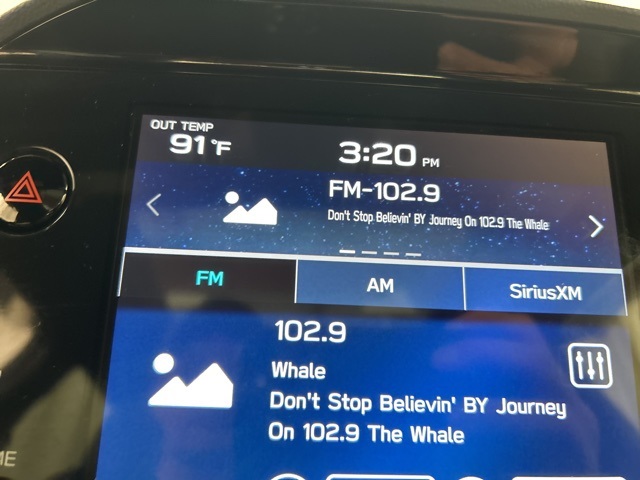 OUT TEMP
91°F
3:20 PM
FM-102.9
Don't Stop Believin' BY Journey On 102.9 The Whale
FM
AM
SiriusXM
102.9
Whale
Don't Stop Believin' BY Journey
On 102.9 The Whale